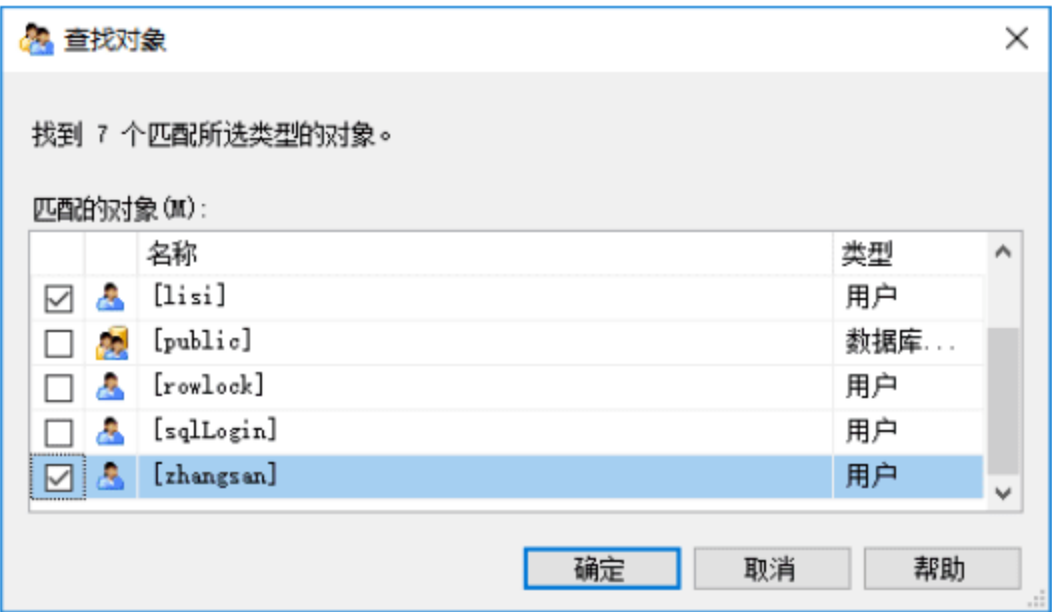 查找对象
找到 7 个匹配所选类型的对象。
匹配的对象(M):
名称 类型
[lisi] 用户
[public] 数据库...
[rowlock] 用户
[sqlLogin] 用户
[zhangsan] 用户
确定 取消 帮助